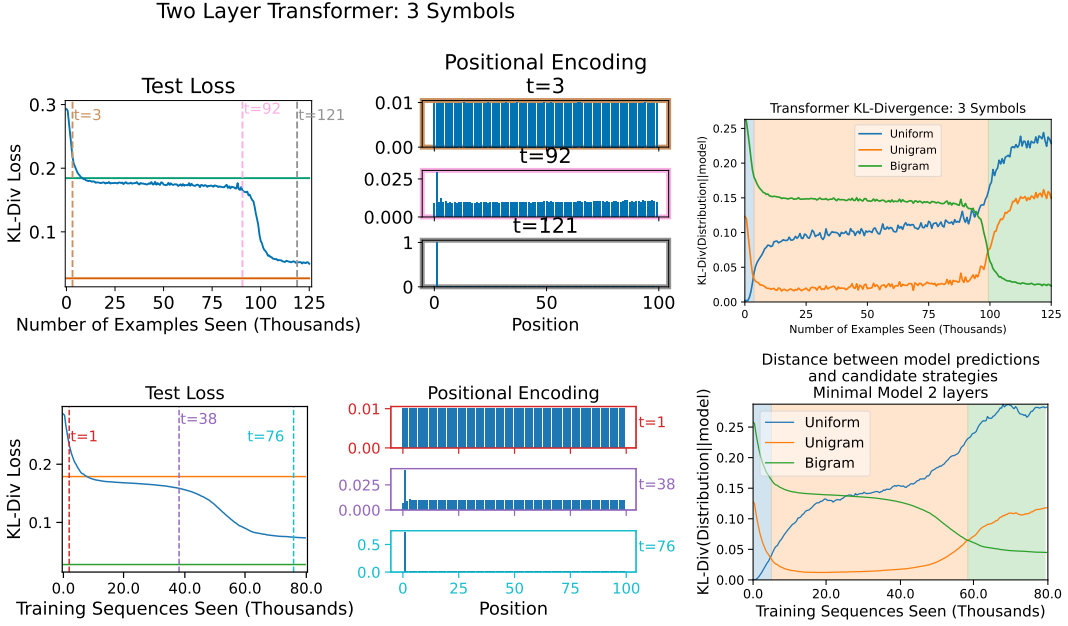 Two Layer Transformer: 3 Symbols
Test Loss
KL-Div Loss
0.3
0.2
0.1
t=3
t=92
t=121
0 25 50 75 100 125
Number of Examples Seen (Thousands)
Positional Encoding
t=3
0.01
0.00
t=92
0.025
0.000
t=121
1
0
0 50 100
Position
Transformer KL-Divergence: 3 Symbols
KL-Div(Distribution||model)
0.25
0.20
0.15
0.10
0.05
0.00
Uniform
Unigram
Bigram
0 25 50 75 100 125
Number of Examples Seen (Thousands)
Test Loss
KL-Div Loss
0.2
0.1
t=1
t=38
t=76
0.0 20.0 40.0 60.0 80.0
Training Sequences Seen (Thousands)
Positional Encoding
0.01
0.00
t=1
0.025
0.000
t=38
0.5
0.0
t=76
0 25 50 75 100
Position
Distance between model predictions
and candidate strategies
Minimal Model 2 layers
KL-Div(Distribution||model)
0.25
0.20
0.15
0.10
0.05
0.00
Uniform
Unigram
Bigram
0.0 20.0 40.0 60.0 80.0
Training Sequences Seen (Thousands)